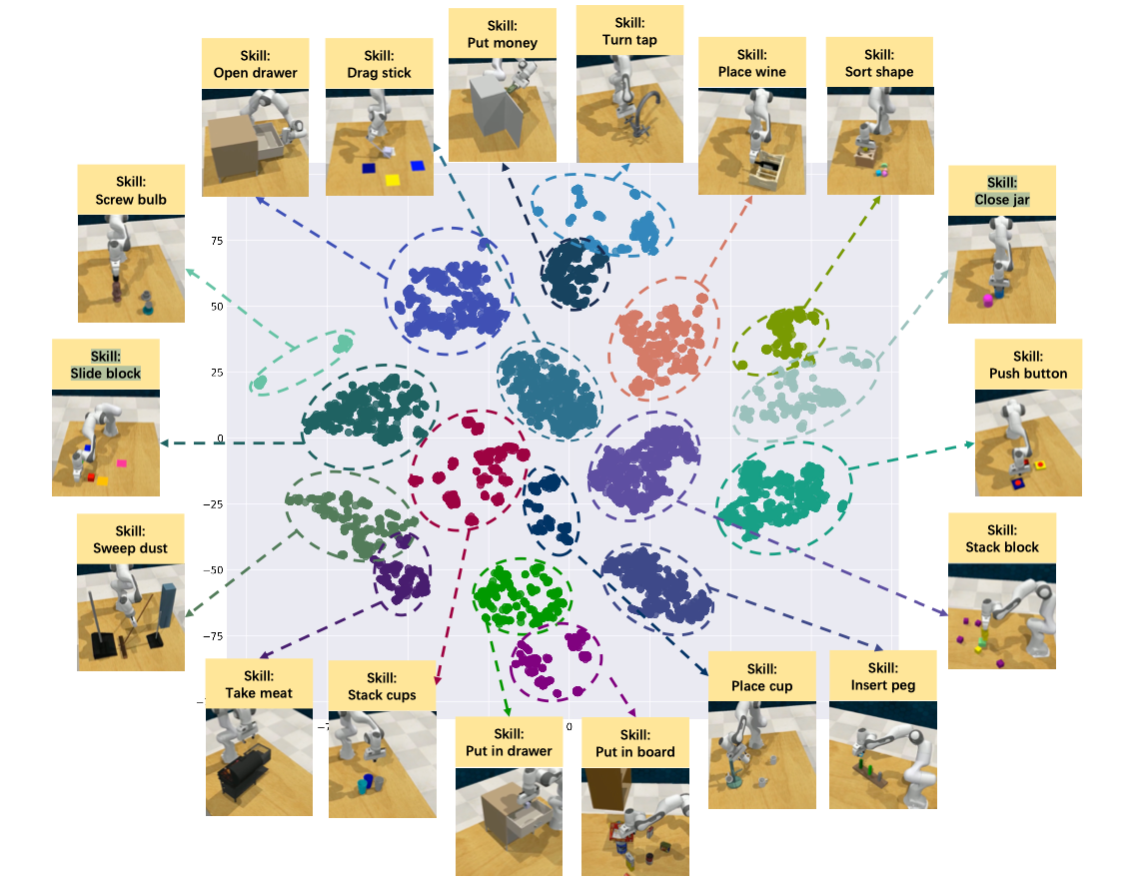 Skill:
Put money
Skill:
Turn tap
Skill:
Open drawer
Skill:
Drag stick
Skill:
Place wine
Skill:
Sort shape
Skill:
Screw bulb
Skill:
Close jar
75
50
25
0
−25
−50
−75
Skill:
Slide block
Skill:
Push button
Skill:
Sweep dust
Skill:
Stack block
Skill:
Take meat
Skill:
Stack cups
Skill:
Place cup
Skill:
Insert peg
0
Skill:
Put in drawer
Skill:
Put in board